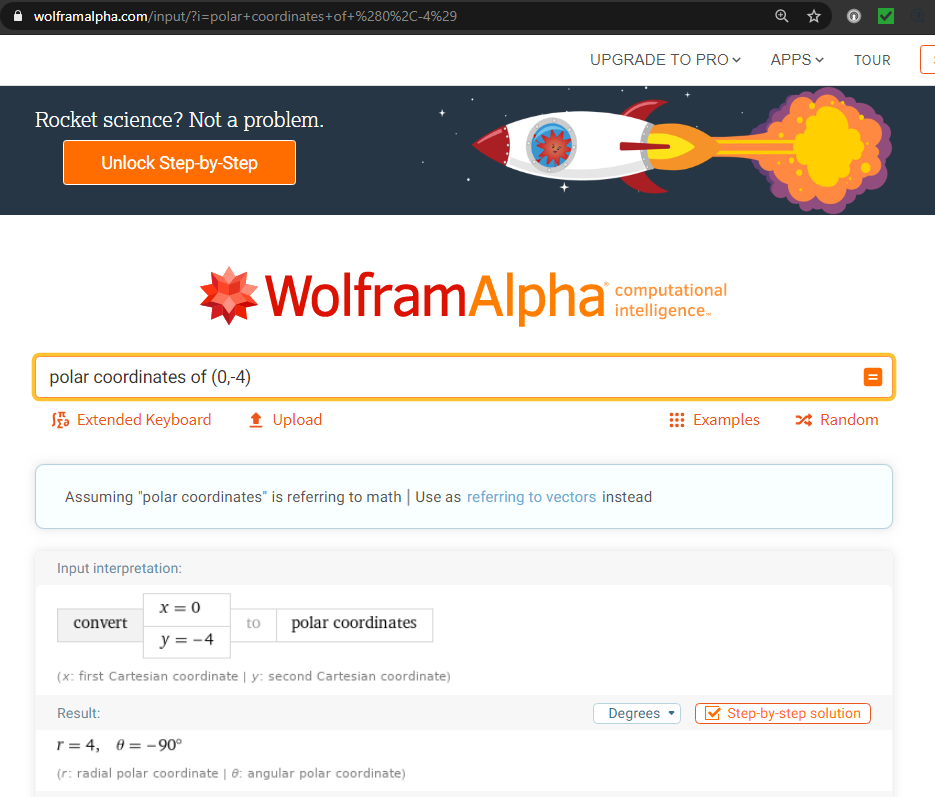 wolframalpha.com/input/?i=polar+coordinates+of+%280%2C-4%29
UPGRADE TO PRO APPS TOUR
Rocket science? Not a problem.
Unlock Step-by-Step
WolframAlpha computational intelligence™
polar coordinates of (0,-4)
Extended Keyboard Upload Examples Random
Assuming "polar coordinates" is referring to math | Use as referring to vectors instead
Input interpretation:
convert x = 0 y = −4 to polar coordinates
(x: first Cartesian coordinate | y: second Cartesian coordinate)
Result: Degrees Step-by-step solution
r = 4, θ = −90°
(r: radial polar coordinate | θ: angular polar coordinate)